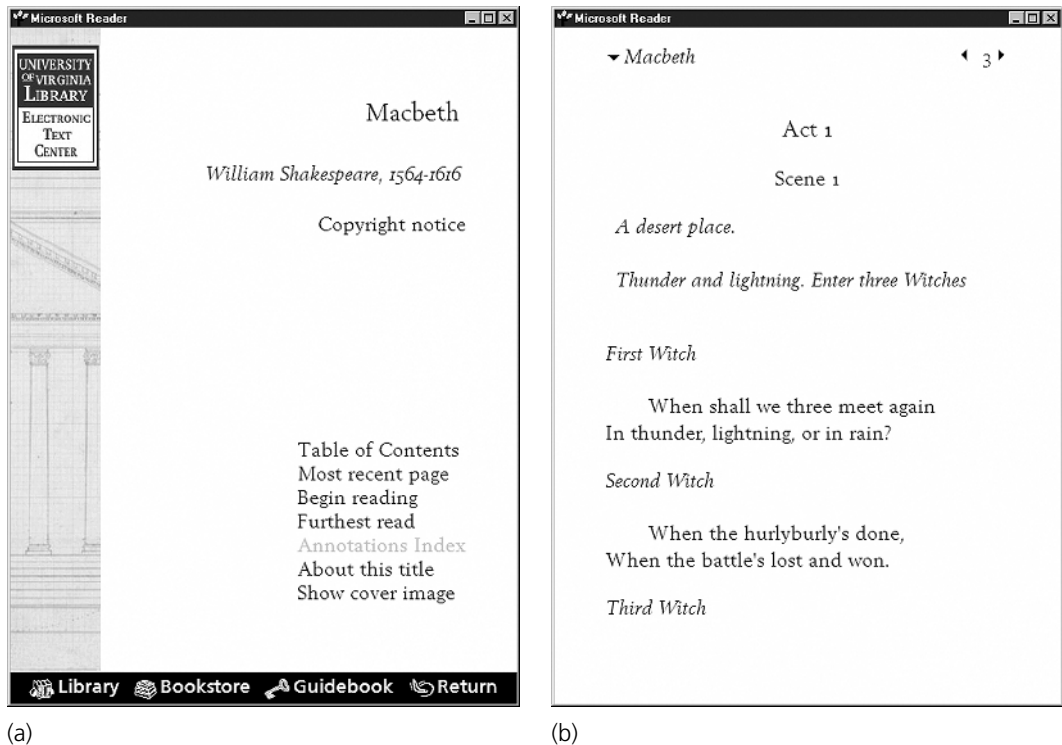 Microsoft Reader
UNIVERSITY
OF VIRGINIA
LIBRARY
ELECTRONIC
TEXT
CENTER
Macbeth
William Shakespeare, 1564-1616
Copyright notice
Table of Contents
Most recent page
Begin reading
Furthest read
Annotations Index
About this title
Show cover image
Library Bookstore Guidebook Return
(a)
Microsoft Reader
Macbeth 3
Act 1
Scene 1
A desert place.
Thunder and lightning. Enter three Witches
First Witch
When shall we three meet again
In thunder, lightning, or in rain?
Second Witch
When the hurlyburly's done,
When the battle's lost and won.
Third Witch
(b)